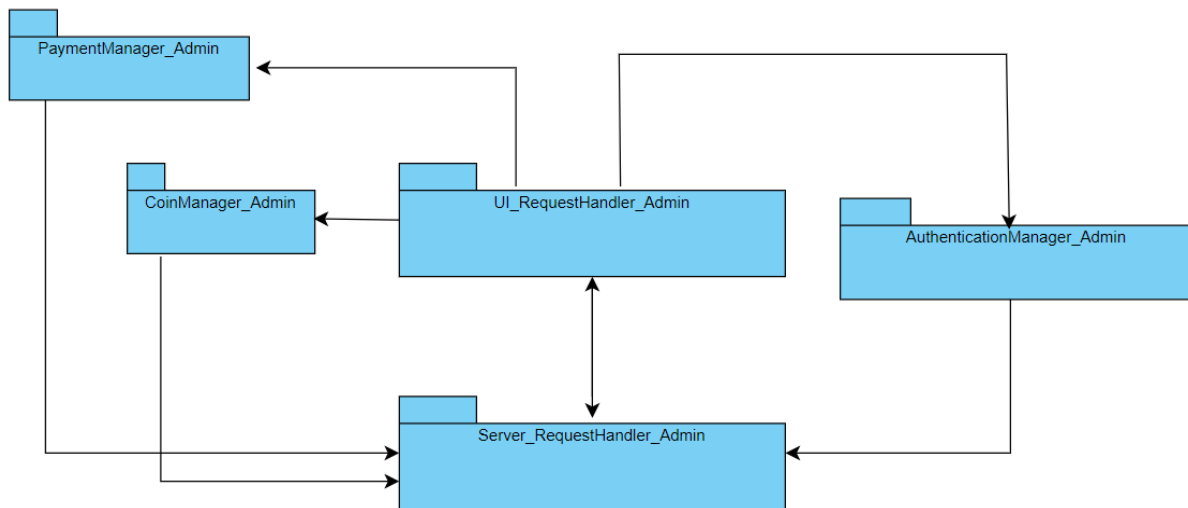 PaymentManager_Admin
CoinManager_Admin
UI_RequestHandler_Admin
AuthenticationManager_Admin
Server_RequestHandler_Admin